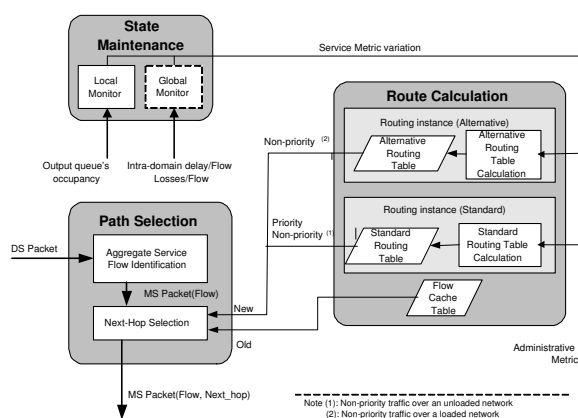 State
Maintenance
Local
Monitor
Global
Monitor
Service Metric variation
Output queue's
occupancy
Intra-domain delay/Flow
Losses/Flow
Route Calculation
Routing instance (Alternative)
Non-priority (2)
Alternative
Routing
Table
Alternative
Routing
Table
Calculation
Routing instance (Standard)
Priority
Non-priority (1)
Standard
Routing
Table
Standard
Routing Table
Calculation
Flow
Cache
Table
Path Selection
DS Packet
Aggregate Service
Flow Identification
MS Packet(Flow)
New
Next-Hop Selection
Old
Administrative
Metric
MS Packet(Flow, Next_hop)
Note (1): Non-priority traffic over an unloaded network
(2): Non-priority traffic over a loaded network